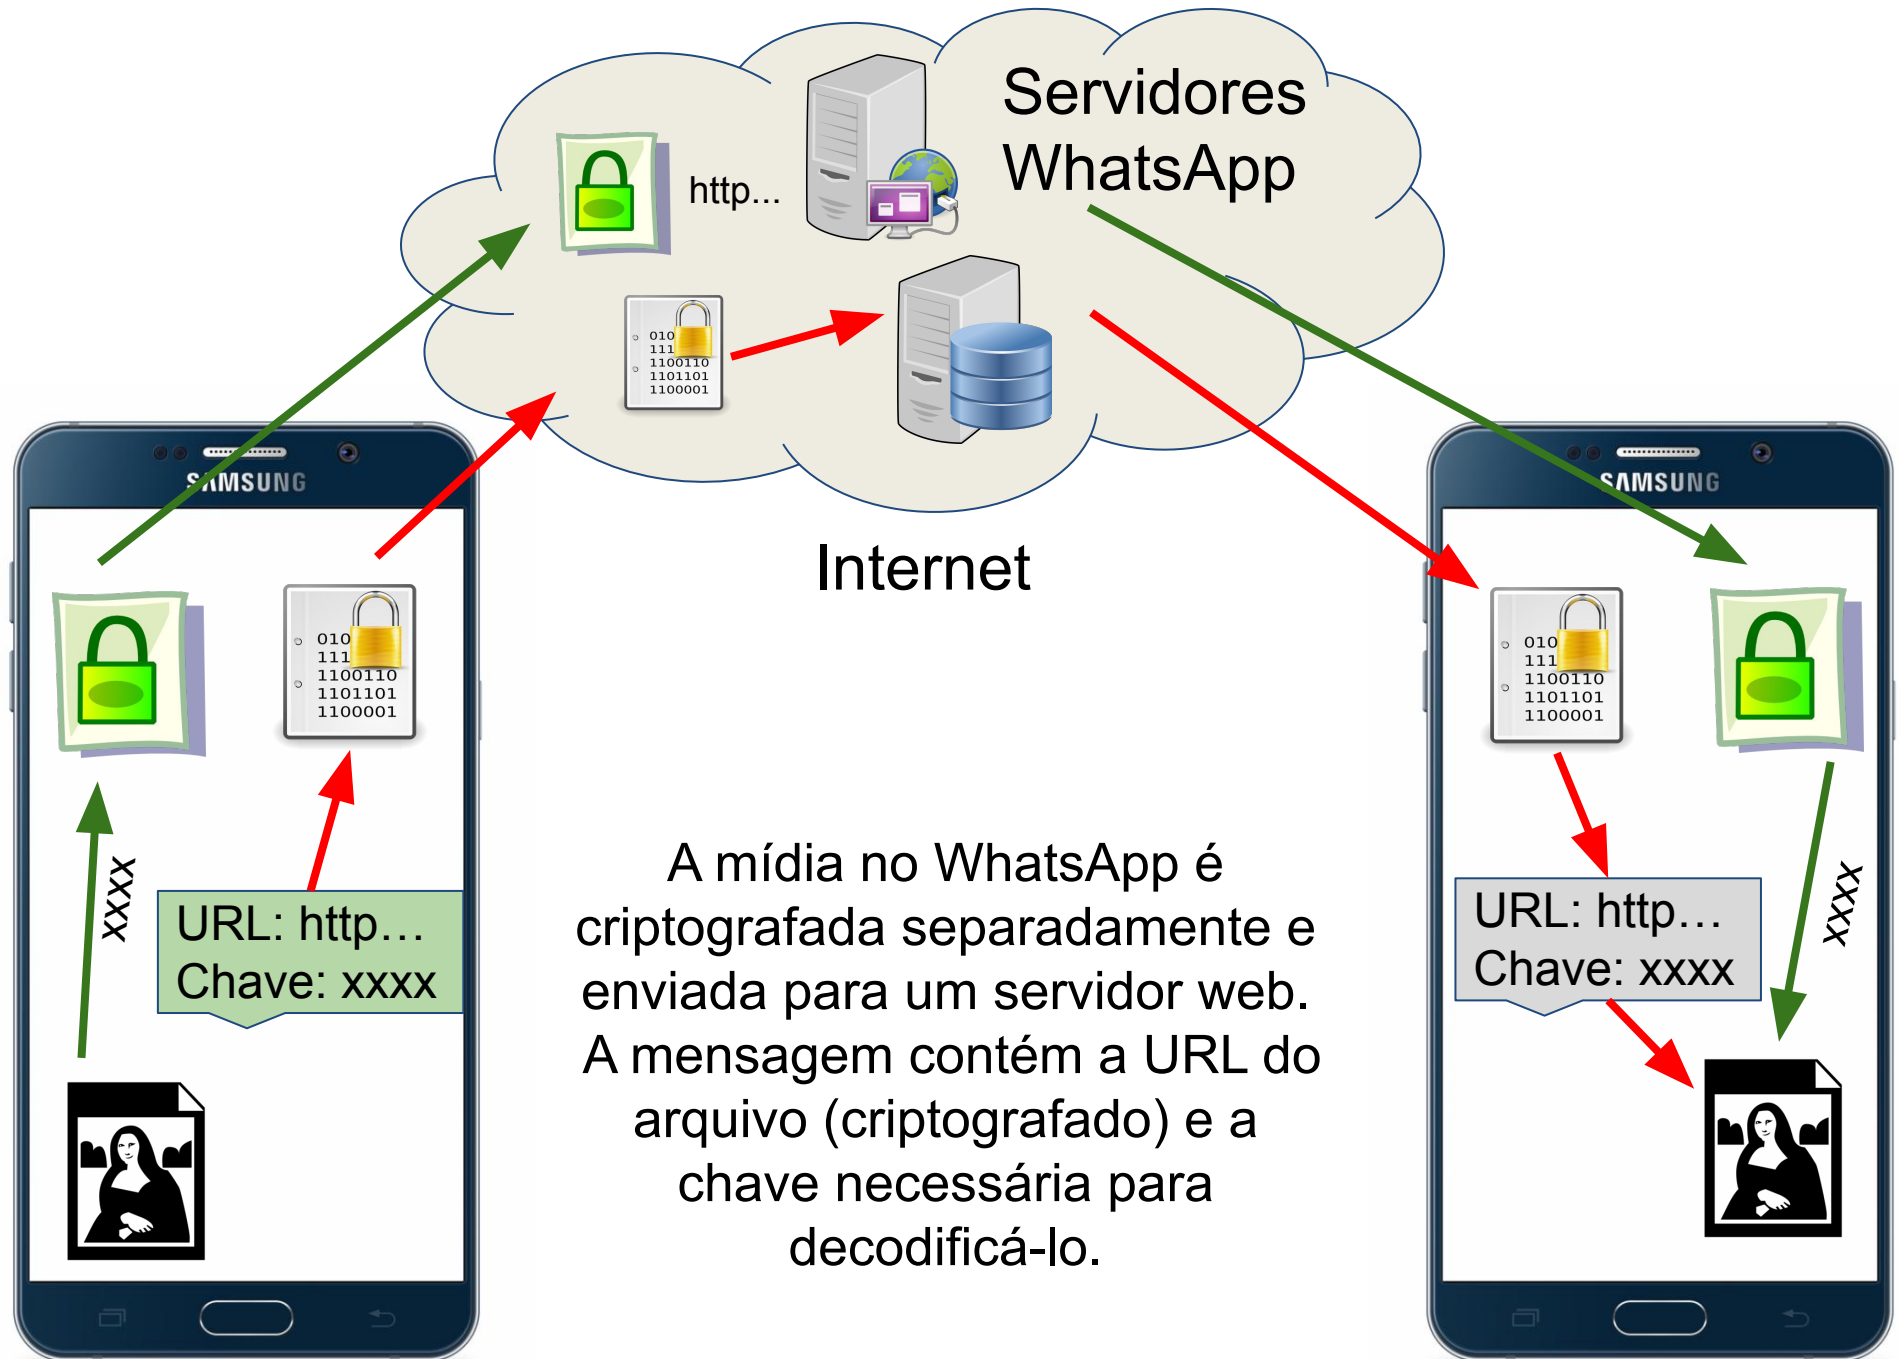 Servidores
WhatsApp
http...
010
111
1100110
1101101
1100001
Internet
SAMSUNG
010
111
1100110
1101101
1100001
xxxx
URL: http…
Chave: xxxx
A mídia no WhatsApp é
criptografada separadamente e
enviada para um servidor web.
A mensagem contém a URL do
arquivo (criptografado) e a
chave necessária para
decodificá-lo.
SAMSUNG
010
111
1100110
1101101
1100001
URL: http…
Chave: xxxx
xxxx